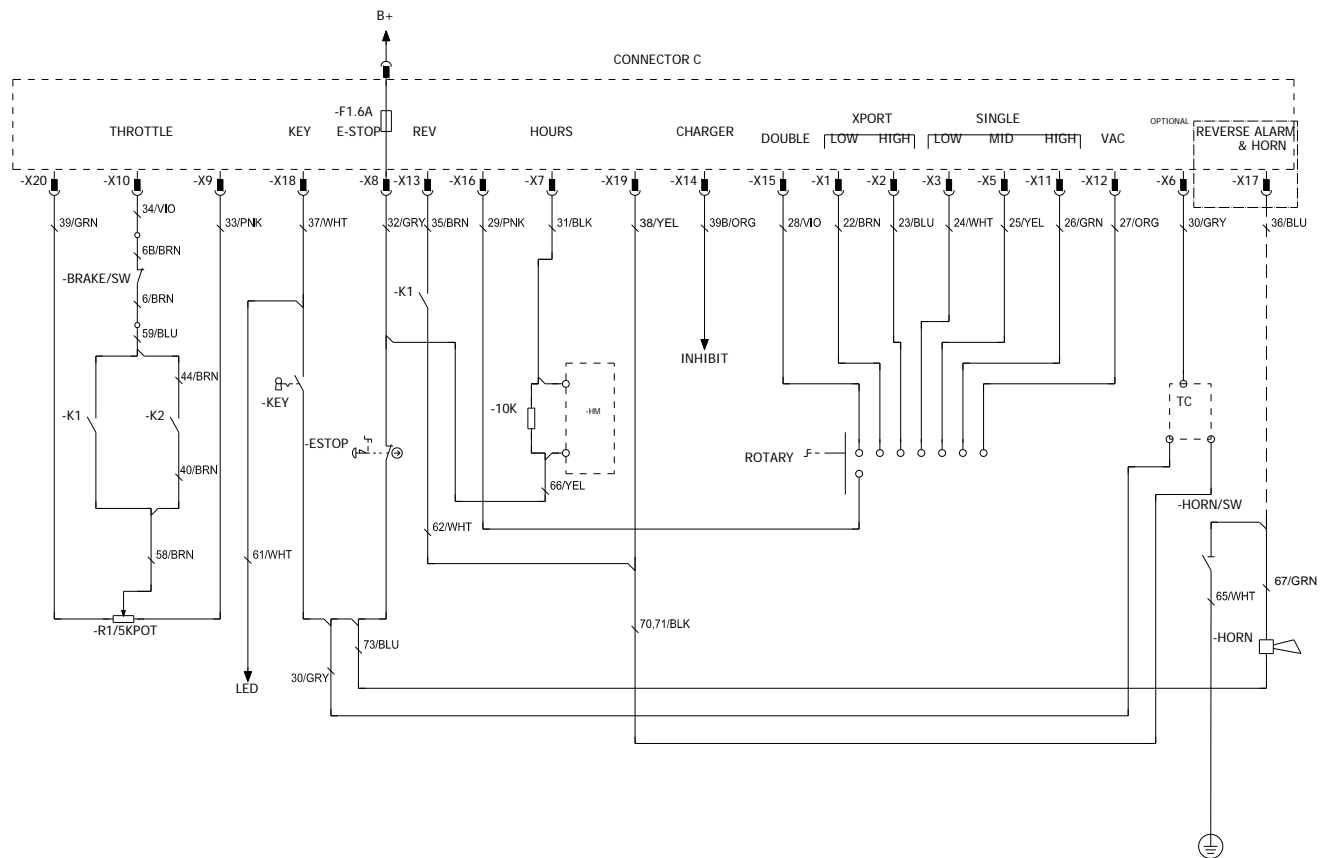 B+
CONNECTOR C
-F1.6A
THROTTLE KEY E-STOP REV HOURS CHARGER DOUBLE
XPORT
LOW HIGH
SINGLE
LOW MID HIGH
VAC
OPTIONAL
REVERSE ALARM
& HORN
-X20 -X10 -X9 -X18 -X8 -X13 -X16 -X7 -X19 -X14 -X15 -X1 -X2 -X3 -X5 -X11 -X12 -X6 -X17
34/VIO
39/GRN 33/PNK 37/WHT 32/GRY 35/BRN 29/PNK 31/BLK 38/YEL 39B/ORG 28/VIO 22/BRN 23/BLU 24/WHT 25/YEL 26/GRN 27/ORG 30/GRY 36/BLU
6B/BRN
-BRAKE/SW
6/BRN
-K1
59/BLU
INHIBIT
44/BRN
-KEY
-K1 -K2
-10K
-HM
TC
-ESTOP
ROTARY
40/BRN
66/YEL
-HORN/SW
62/WHT
58/BRN
61/WHT
67/GRN
65/WHT
-R1/5KPOT
70,71/BLK
73/BLU
-HORN
30/GRY
LED